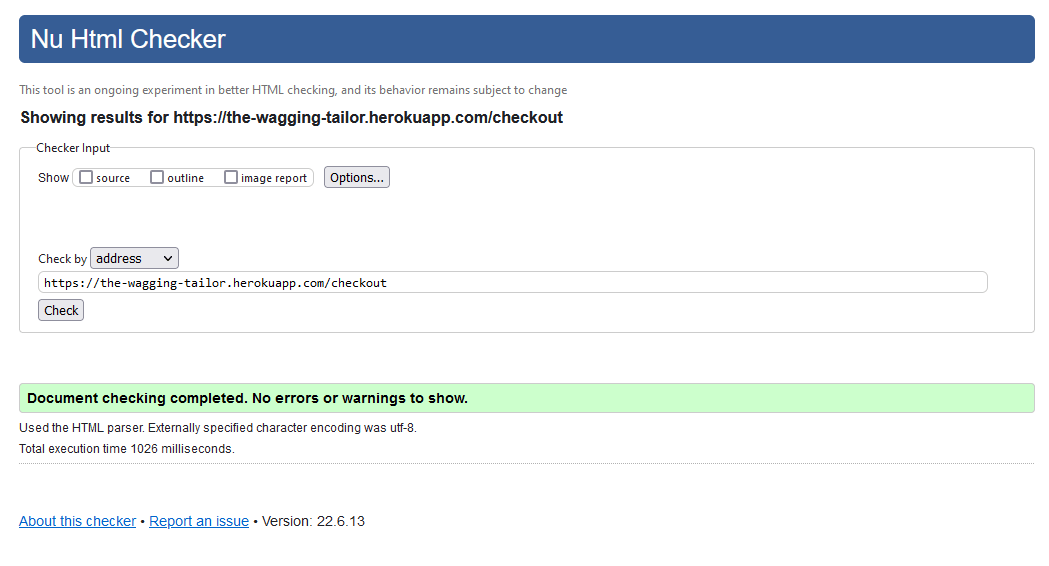 Nu Html Checker
This tool is an ongoing experiment in better HTML checking, and its behavior remains subject to change
Showing results for https://the-wagging-tailor.herokuapp.com/checkout
Checker Input
Show source outline image report Options...
Check by address
https://the-wagging-tailor.herokuapp.com/checkout
Check
Document checking completed. No errors or warnings to show.
Used the HTML parser. Externally specified character encoding was utf-8.
Total execution time 1026 milliseconds.
About this checker • Report an issue • Version: 22.6.13